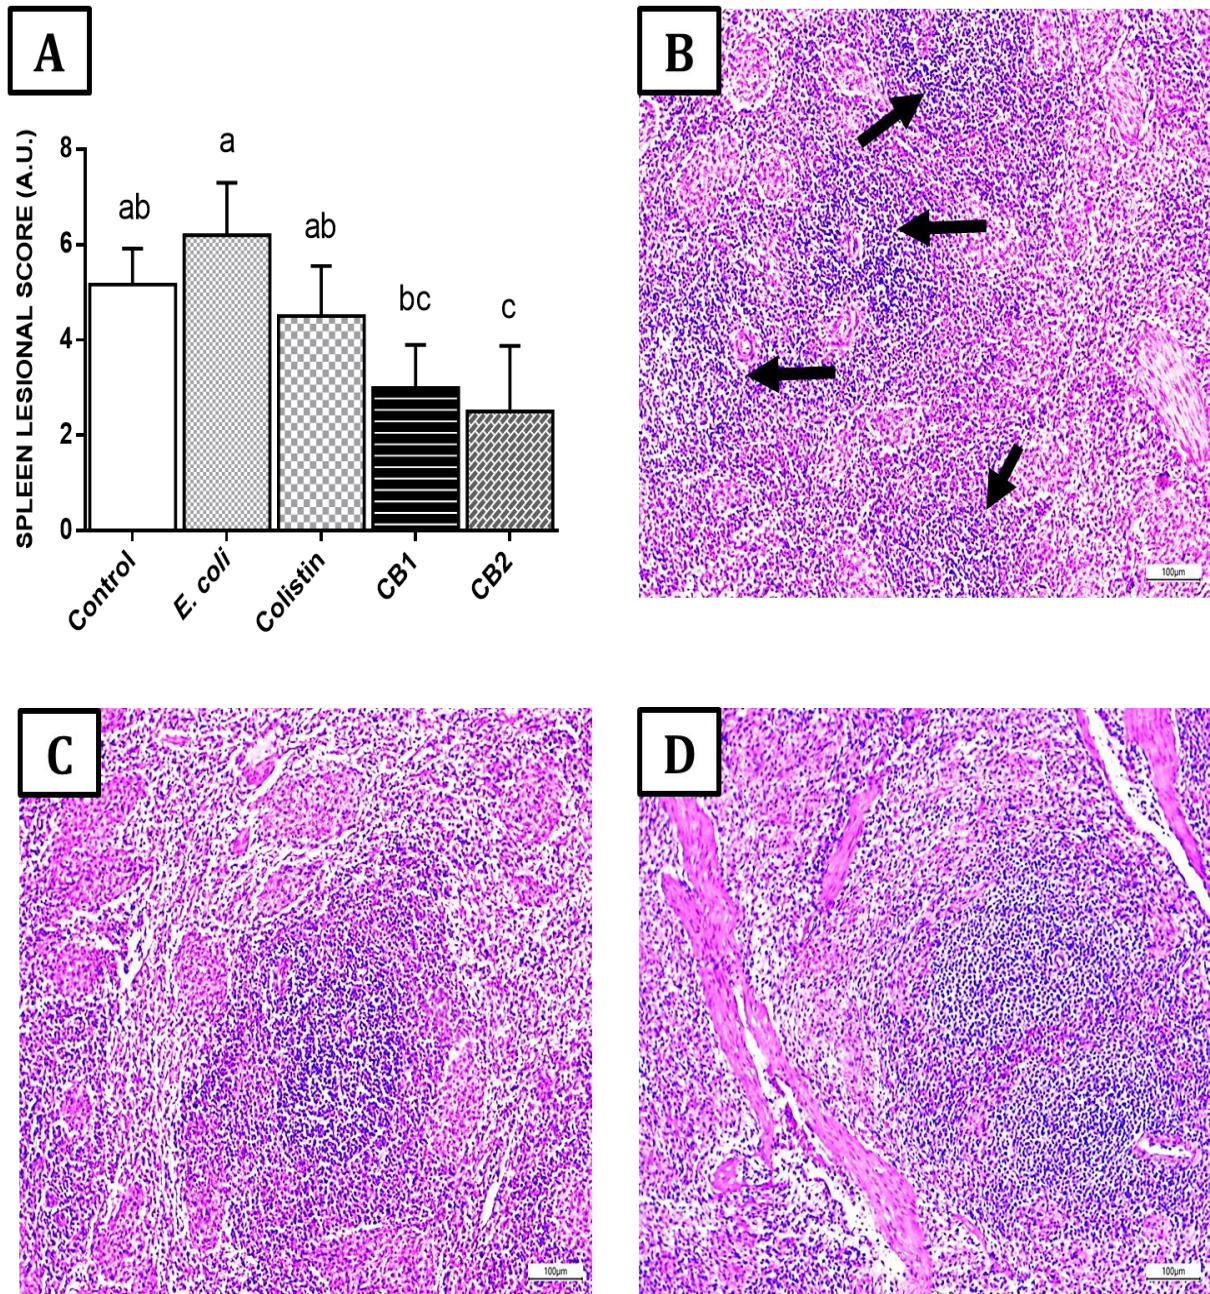 A
SPLEEN LESIONAL SCORE (A.U.)
8
6
4
2
0
ab
a
ab
bc
c
Control
E. coli
Colistin
CB1
CB2
B
100µm
C
100µm
D
100µm